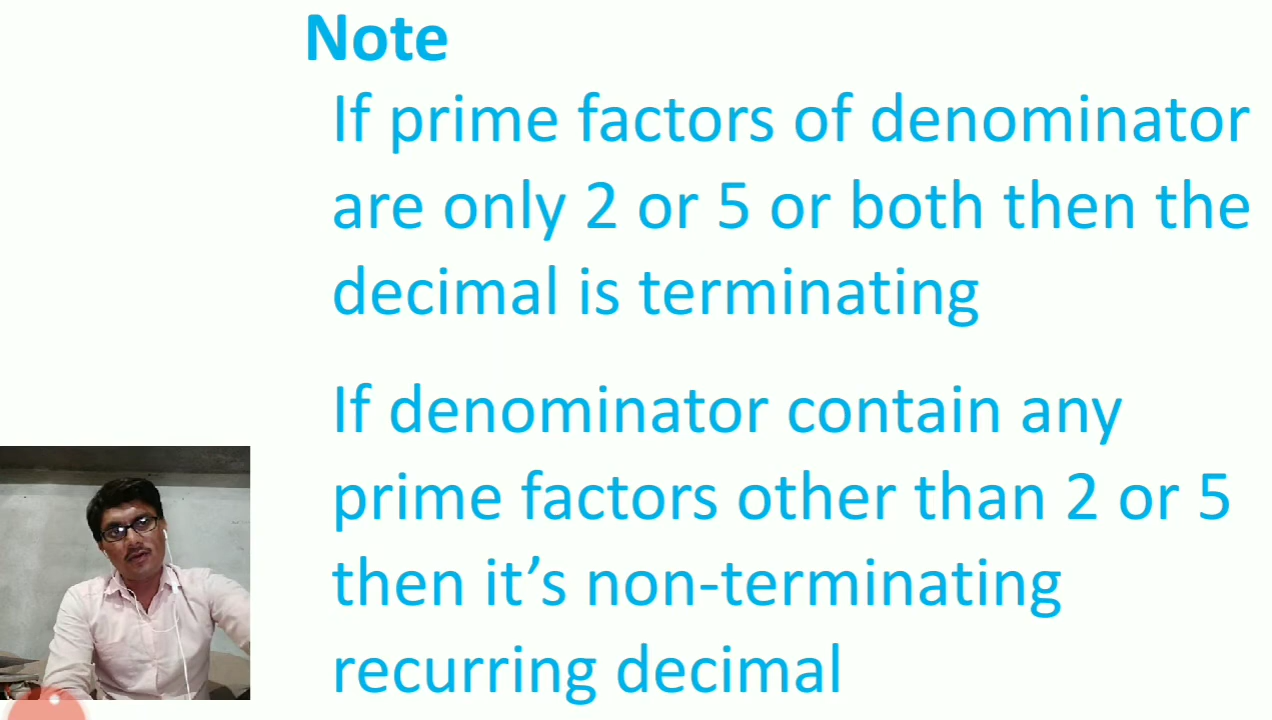 Note
If prime factors of denominator
are only 2 or 5 or both then the
decimal is terminating
If denominator contain any
prime factors other than 2 or 5
then it’s non-terminating
recurring decimal